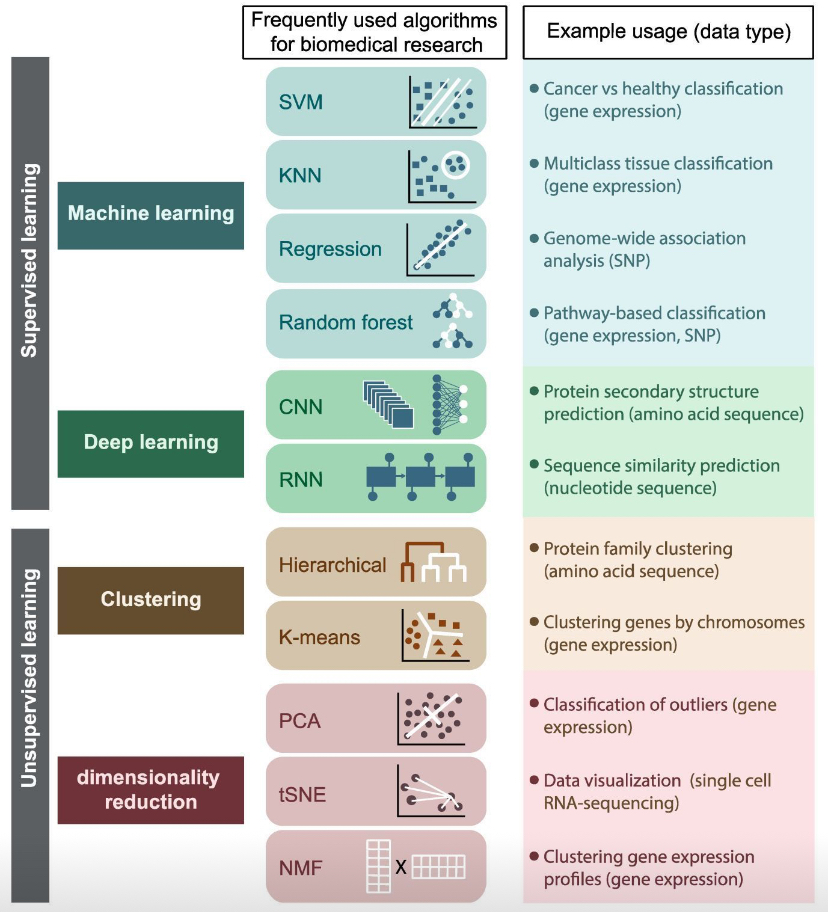 Frequently used algorithms
for biomedical research
Example usage (data type)
Supervised learning
Machine learning
SVM
Cancer vs healthy classification
(gene expression)
KNN
Multiclass tissue classification
(gene expression)
Regression
Genome-wide association
analysis (SNP)
Random forest
Pathway-based classification
(gene expression, SNP)
Deep learning
CNN
Protein secondary structure
prediction (amino acid sequence)
RNN
Sequence similarity prediction
(nucleotide sequence)
Unsupervised learning
Clustering
Hierarchical
Protein family clustering
(amino acid sequence)
K-means
Clustering genes by chromosomes
(gene expression)
dimensionality
reduction
PCA
Classification of outliers (gene
expression)
tSNE
Data visualization (single cell
RNA-sequencing)
NMF
X
Clustering gene expression
profiles (gene expression)